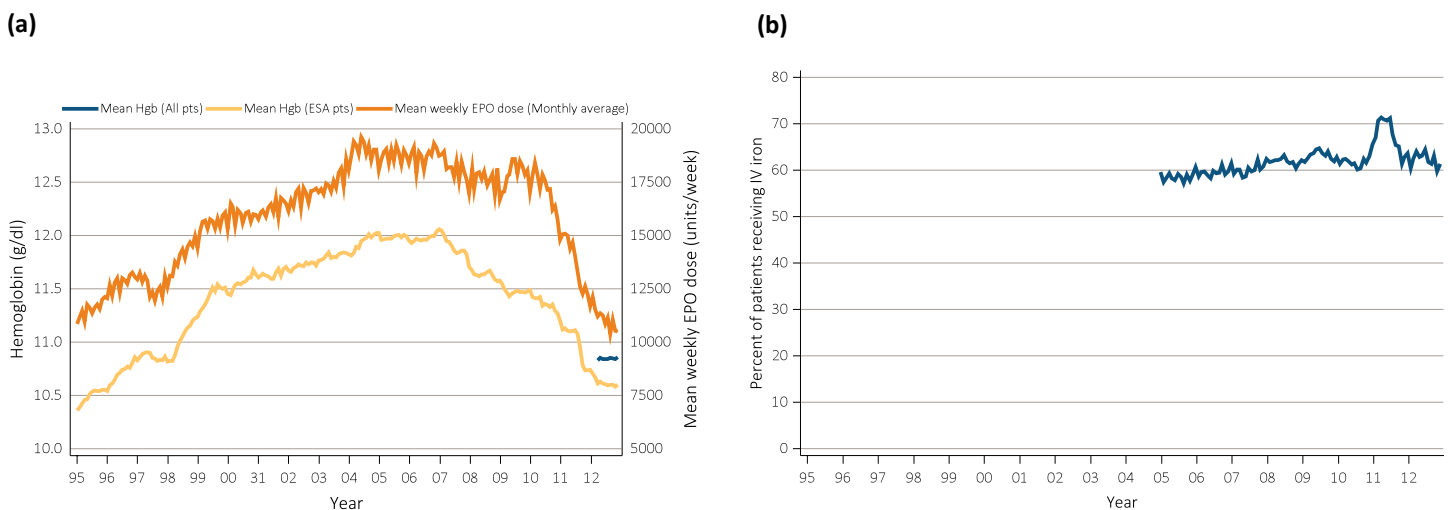 (a)
Mean Hgb (All pts) Mean Hgb (ESA pts) Mean weekly EPO dose (Monthly average)
Hemoglobin (g/dl)
13.0
12.5
12.0
11.5
11.0
10.5
10.0
20000
17500
15000
12500
10000
7500
5000
Mean weekly EPO dose (units/week)
95 96 97 98 99 00 31 02 03 04 05 06 07 08 09 10 11 12
Year
(b)
Percent of patients receiving IV iron
80
70
60
50
40
30
20
10
0
95 96 97 98 99 00 01 02 03 04 05 06 07 08 09 10 11 12
Year